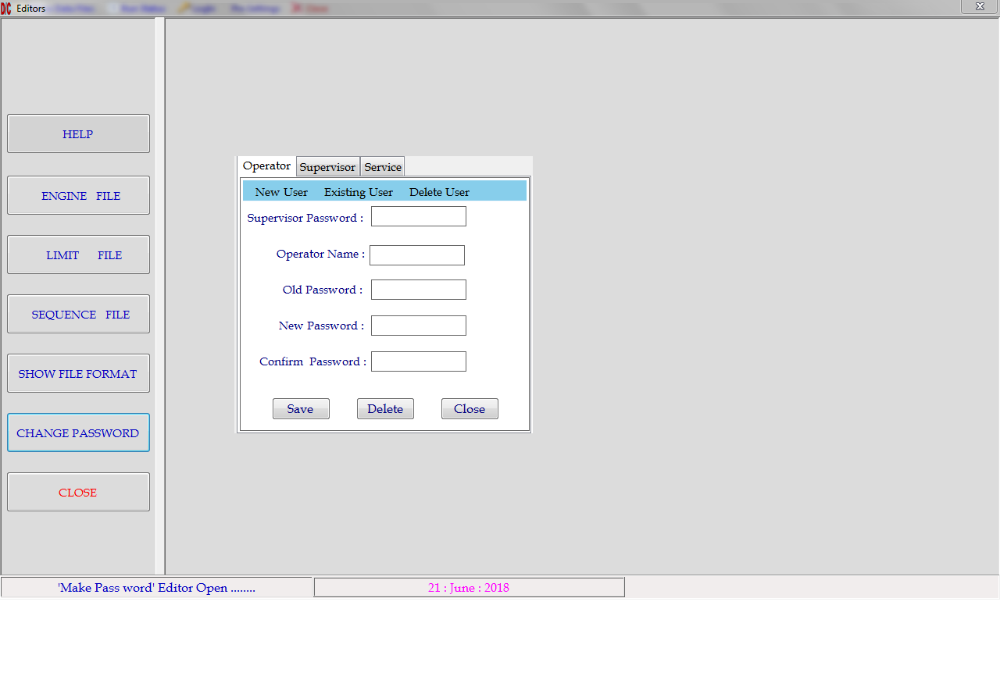 Editors
Login
Close
HELP
ENGINE FILE
LIMIT FILE
SEQUENCE FILE
SHOW FILE FORMAT
CHANGE PASSWORD
CLOSE
Operator Supervisor Service
New User Existing User Delete User
Supervisor Password :
Operator Name :
Old Password :
New Password :
Confirm Password :
Save Delete Close
'Make Pass word' Editor Open ........
21 : June : 2018